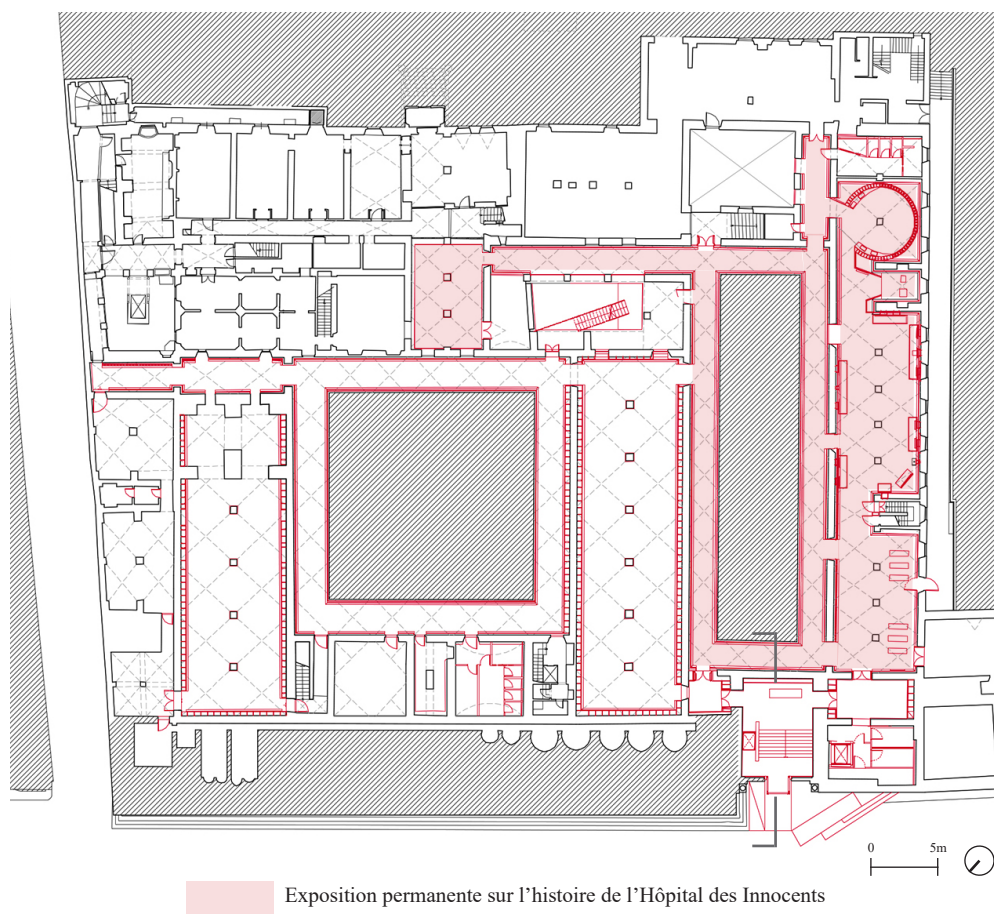 0 5m
Exposition permanente sur l’histoire de l’Hôpital des Innocents